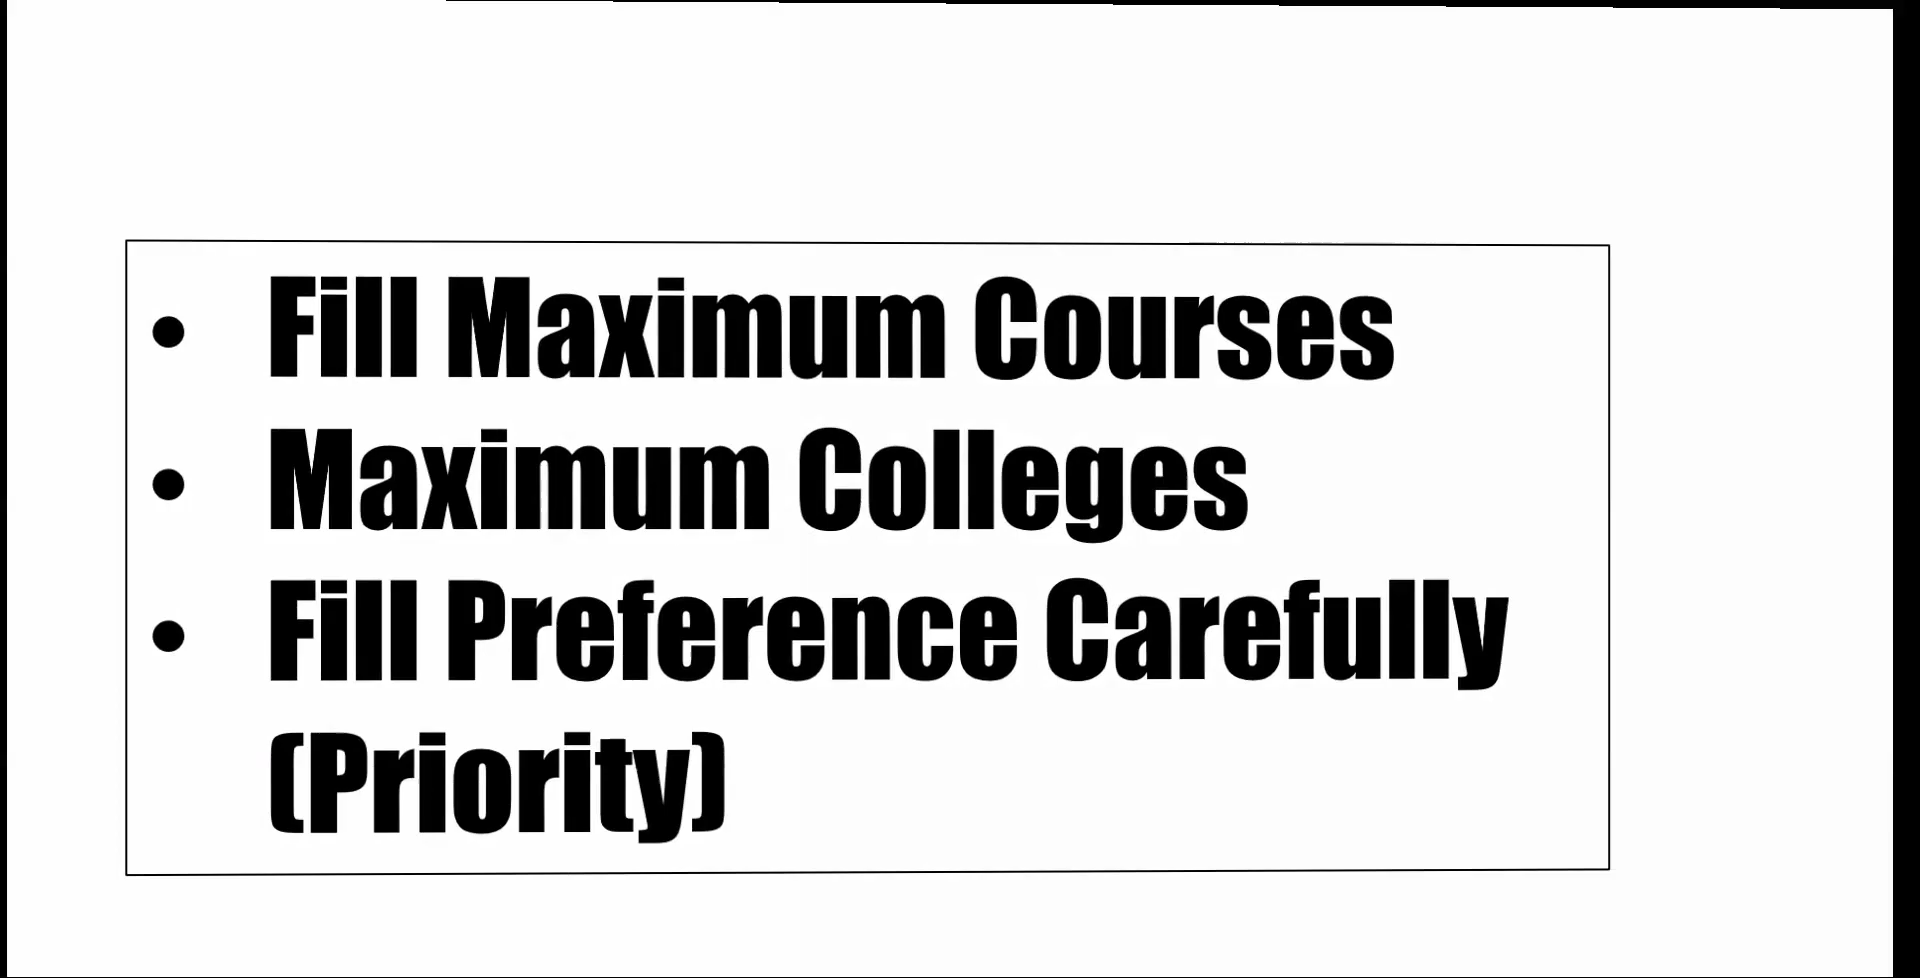 • Fill Maximum Courses
• Maximum Colleges
• Fill Preference Carefully
(Priority)